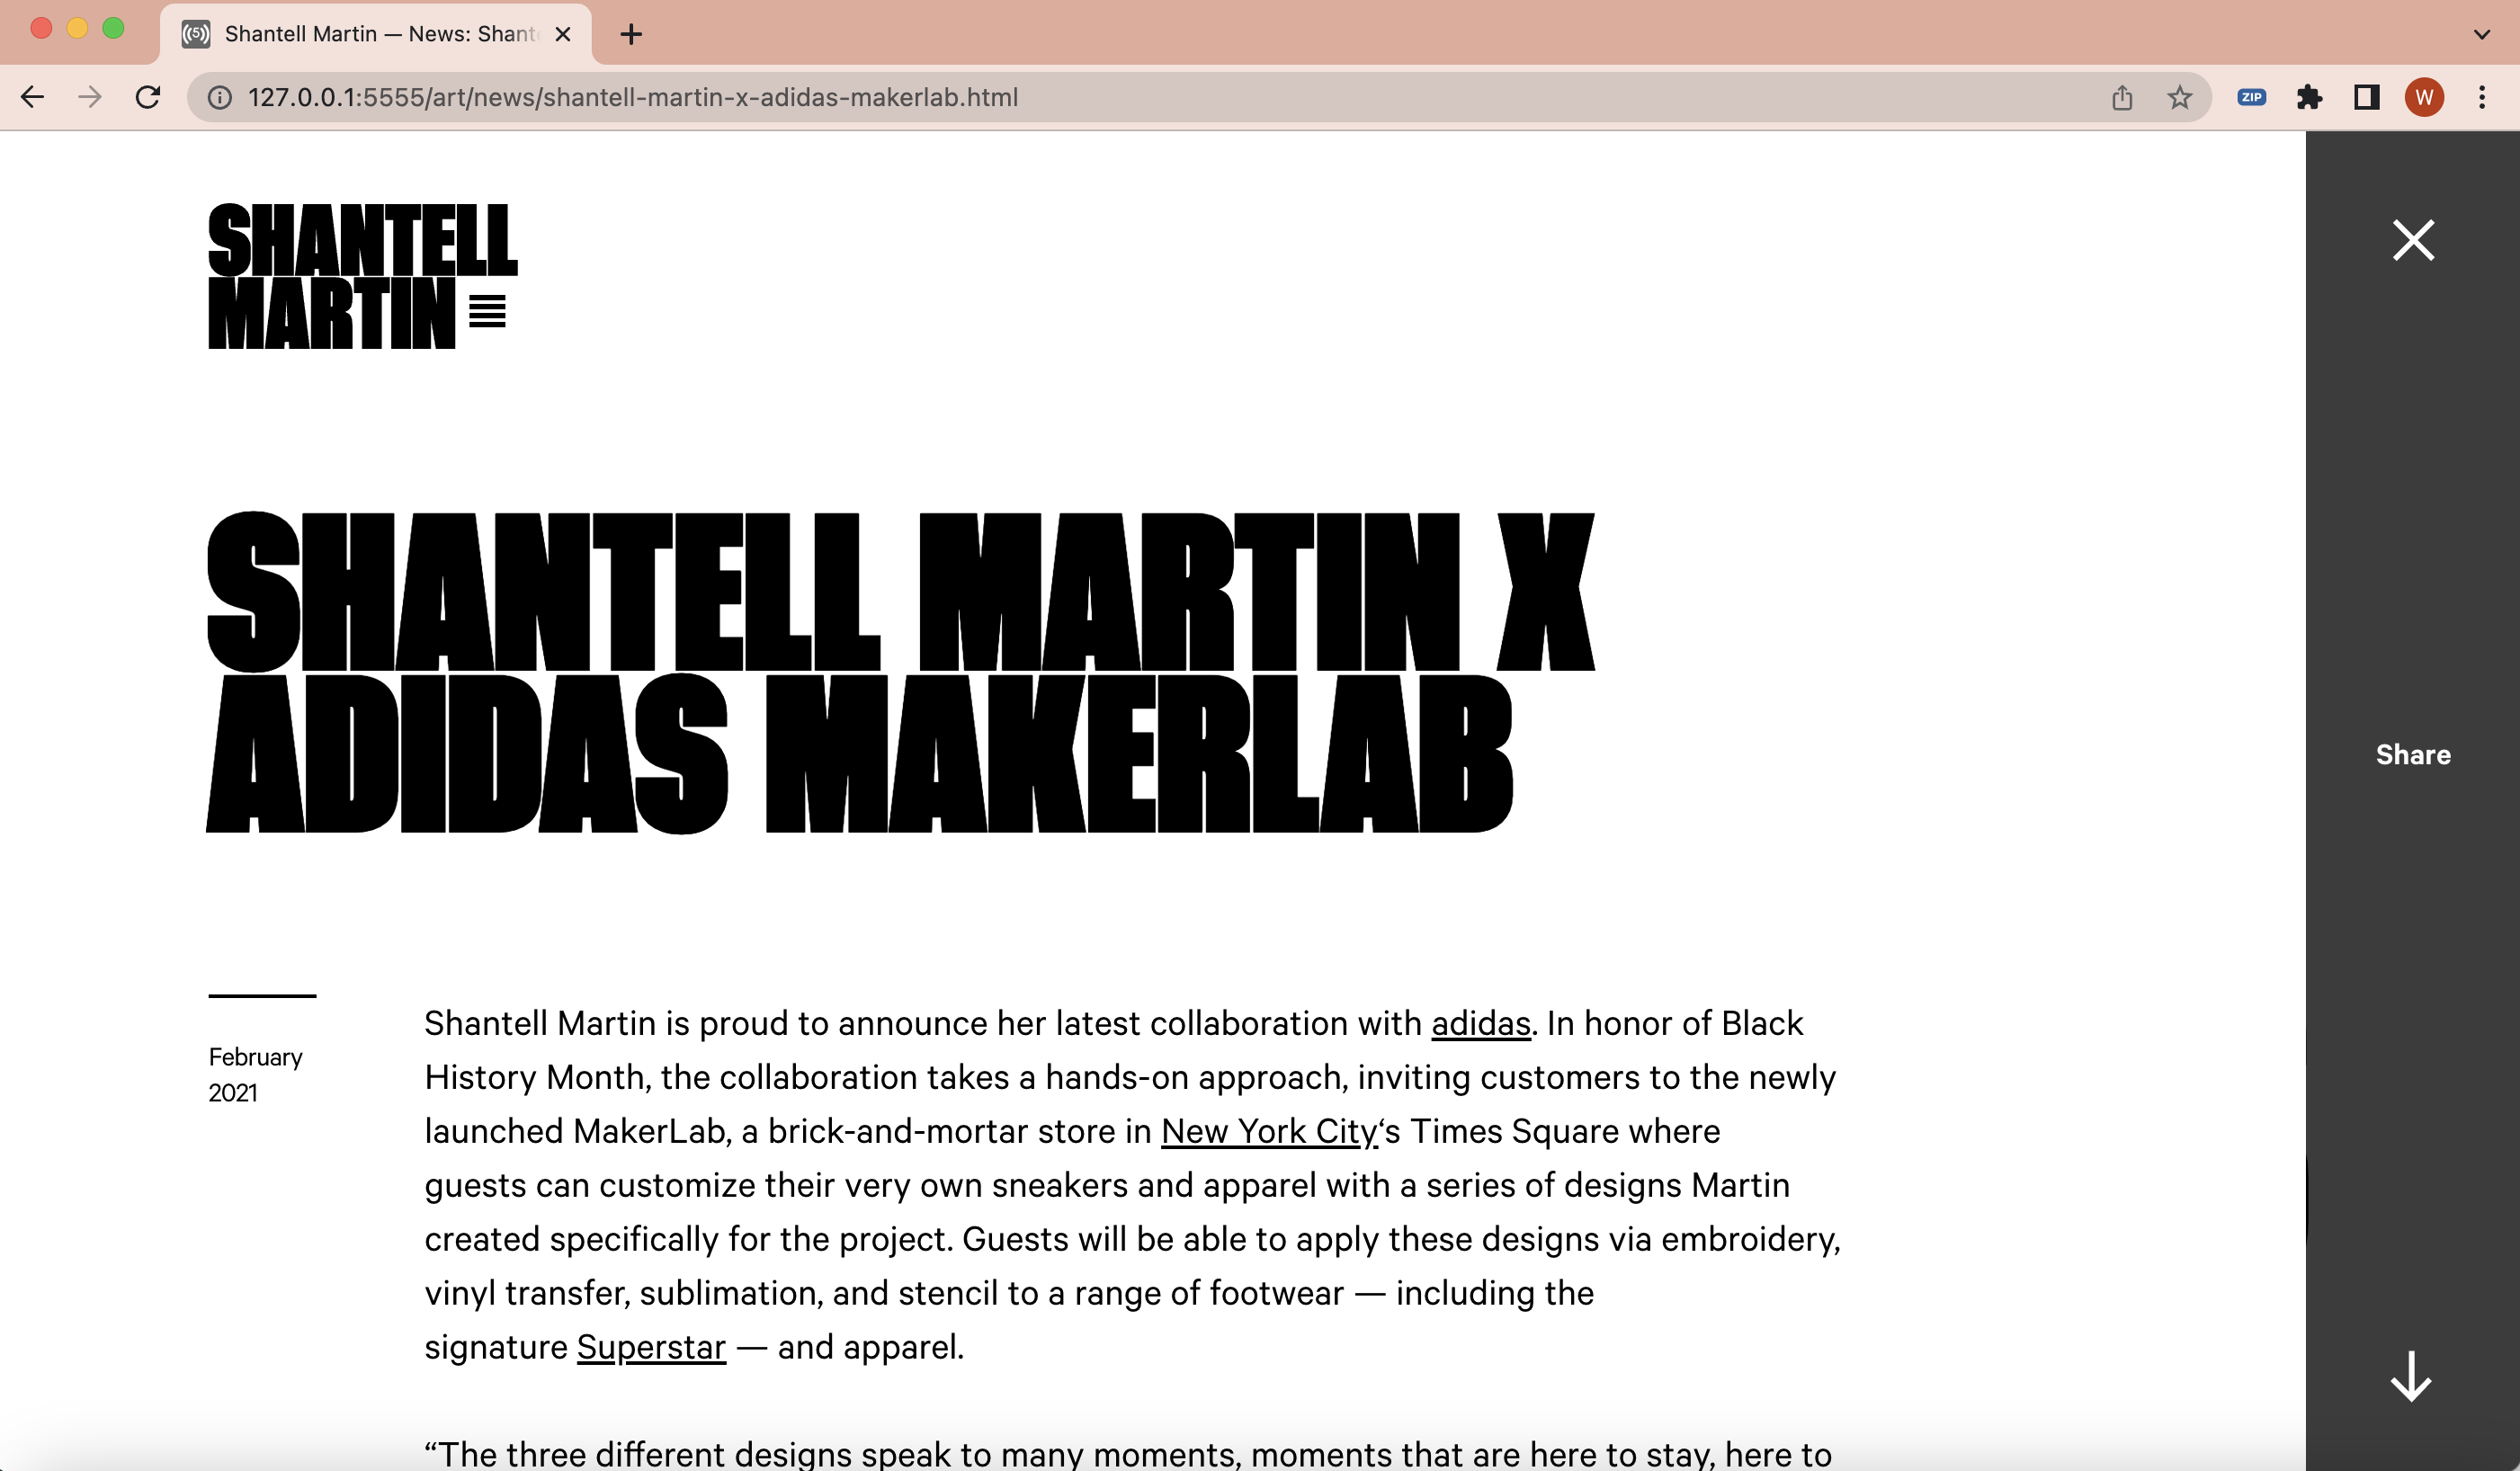 Shantell Martin — News: Shant
127.0.0.1:5555/art/news/shantell-martin-x-adidas-makerlab.html
ZIP
W
SHANTELL
MARTIN
SHANTELL MARTIN X
ADIDAS MAKERLAB
Share
February
2021
Shantell Martin is proud to announce her latest collaboration with adidas. In honor of Black
History Month, the collaboration takes a hands-on approach, inviting customers to the newly
launched MakerLab, a brick-and-mortar store in New York City‘s Times Square where
guests can customize their very own sneakers and apparel with a series of designs Martin
created specifically for the project. Guests will be able to apply these designs via embroidery,
vinyl transfer, sublimation, and stencil to a range of footwear — including the
signature Superstar — and apparel.
“The three different designs speak to many moments, moments that are here to stay, here to